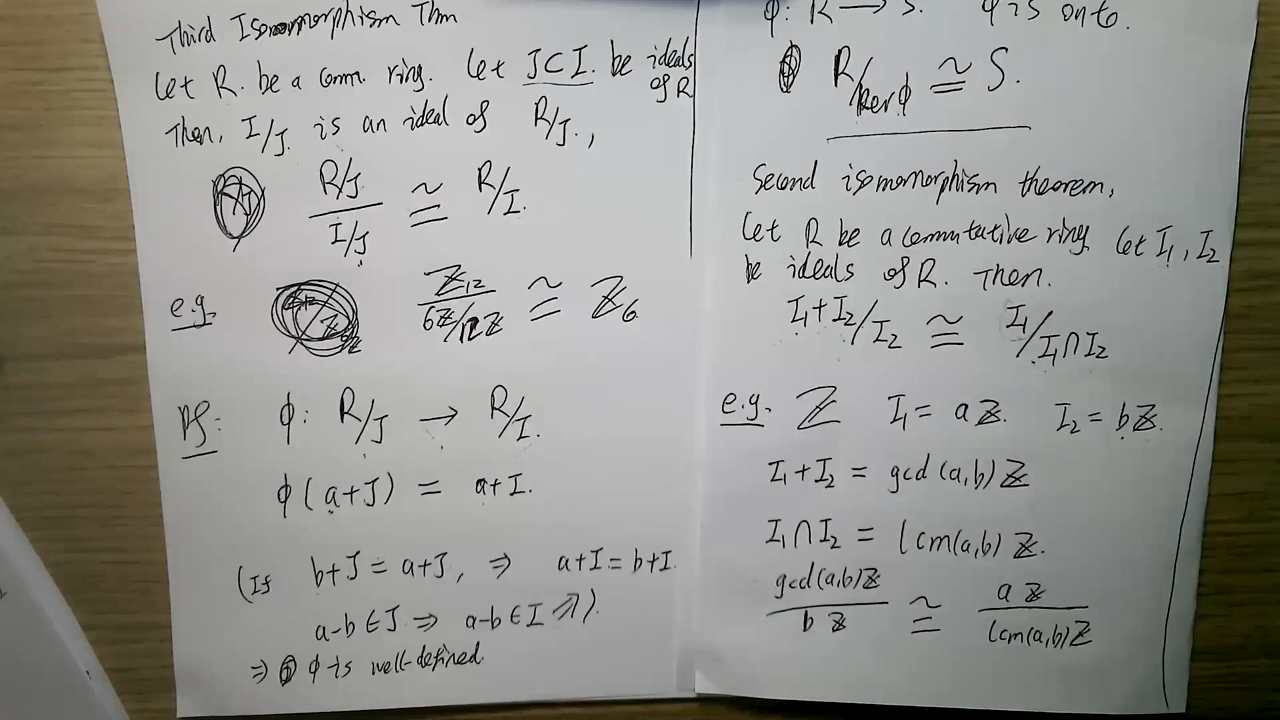 Third Isomorphism Thm
Let R. be a comm. ring. Let J⊂I. be ideals of R
Then, I/J. is an ideal of R/J.,
(R/J)/(I/J) ≅ R/I.
e.g. Z₁₂/(6Z/12Z) ≅ Z₆
Pf: φ: R/J → R/I.
φ(a+J) = a+I.
(If b+J = a+J, ⇒ a+I = b+I.
a-b∈J ⇒ a-b∈I ⇗).
⇒ φ is well-defined.
φ: R → S. φ is onto.
R/kerφ ≅ S.
Second isomomorphism theorem,
Let R be a commutative ring. Let I₁, I₂
be ideals of R. Then.
I₁+I₂/I₂ ≅ I₁/I₁∩I₂
e.g. Z I₁ = aZ. I₂ = bZ.
I₁+I₂ = gcd(a,b)Z
I₁∩I₂ = lcm(a,b)Z.
gcd(a,b)Z/bZ ≅ aZ/lcm(a,b)Z